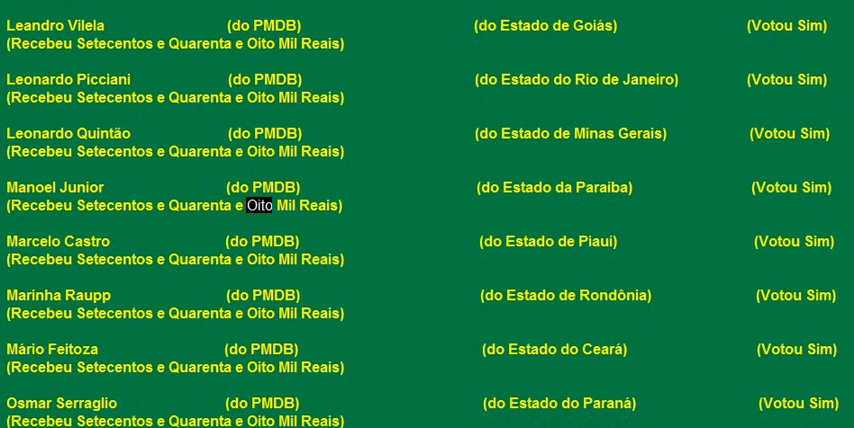 Leandro Vilela (do PMDB) (do Estado de Goiás) (Votou Sim)
(Recebeu Setecentos e Quarenta e Oito Mil Reais)
Leonardo Picciani (do PMDB) (do Estado do Rio de Janeiro) (Votou Sim)
(Recebeu Setecentos e Quarenta e Oito Mil Reais)
Leonardo Quintão (do PMDB) (do Estado de Minas Gerais) (Votou Sim)
(Recebeu Setecentos e Quarenta e Oito Mil Reais)
Manoel Junior (do PMDB) (do Estado da Paraíba) (Votou Sim)
(Recebeu Setecentos e Quarenta e Oito Mil Reais)
Marcelo Castro (do PMDB) (do Estado de Piauí) (Votou Sim)
(Recebeu Setecentos e Quarenta e Oito Mil Reais)
Marinha Raupp (do PMDB) (do Estado de Rondônia) (Votou Sim)
(Recebeu Setecentos e Quarenta e Oito Mil Reais)
Mário Feitoza (do PMDB) (do Estado do Ceará) (Votou Sim)
(Recebeu Setecentos e Quarenta e Oito Mil Reais)
Osmar Serraglio (do PMDB) (do Estado do Paraná) (Votou Sim)
(Recebeu Setecentos e Quarenta e Oito Mil Reais)